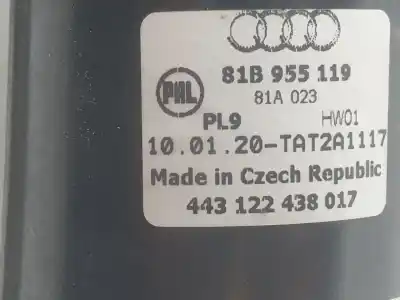 81B 955 119
PAL
81A 023
PL9 HW01
10.01.20-TAT2A1117
Made in Czech Republic
443 122 438 017